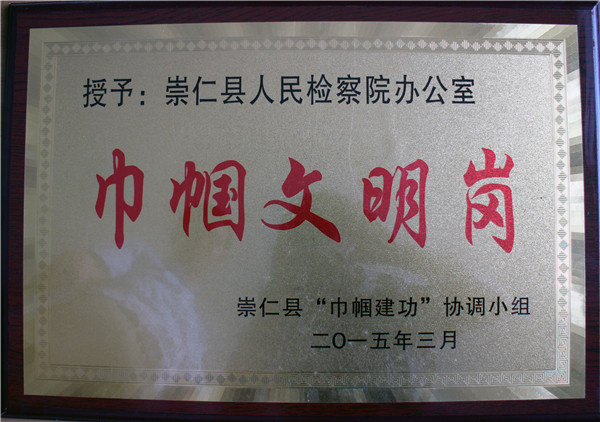 授予：崇仁县人民检察院办公室
巾帼文明岗
崇仁县“巾帼建功”协调小组
二〇一五年三月